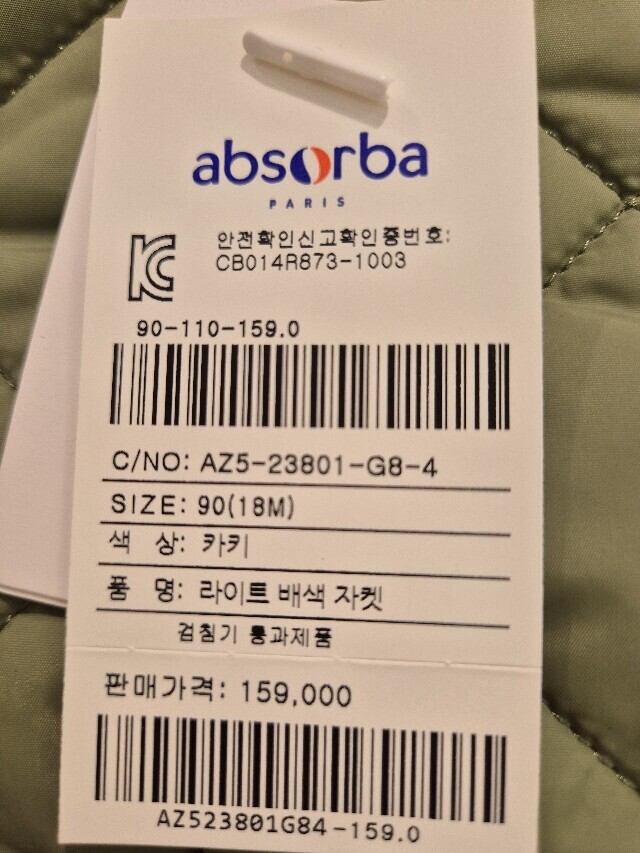 absorba
PARIS
안전확인신고확인증번호:
CB014R873-1003
90-110-159.0
C/NO: AZ5-23801-G8-4
SIZE: 90(18M)
색 상: 카키
품 명: 라이트 배색 자켓
검침기 통과제품
판매가격: 159,000
AZ523801G84-159.0